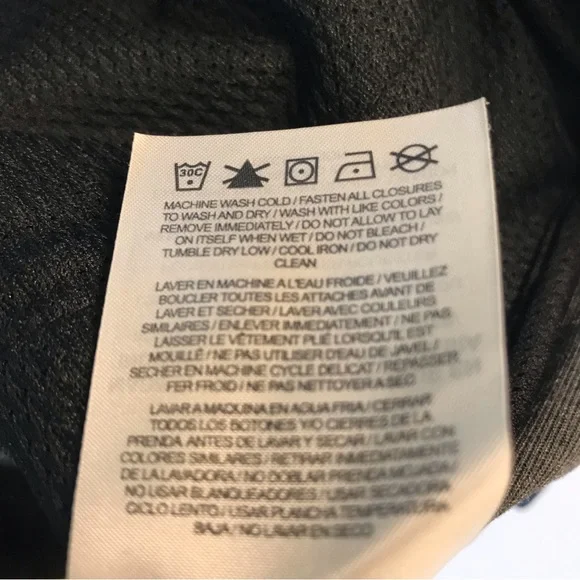 30C
MACHINE WASH COLD / FASTEN ALL CLOSURES
TO WASH AND DRY / WASH WITH LIKE COLORS /
REMOVE IMMEDIATELY / DO NOT ALLOW TO LAY
ON ITSELF WHEN WET / DO NOT BLEACH /
TUMBLE DRY LOW / COOL IRON / DO NOT DRY
CLEAN
LAVER EN MACHINE A L'EAU FROIDE / VEUILLEZ
BOUCLER TOUTES LES ATTACHES AVANT DE
LAVER ET SECHER / LAVER AVEC COULEURS
SIMILAIRES / ENLEVER IMMEDIATEMENT / NE PAS
LAISSER LE VÊTEMENT PLIÉ LORSQU'IL EST
MOUILLÉ / NE PAS UTILISER D'EAU DE JAVEL /
SECHER EN MACHINE CYCLE DELICAT / REPASSER
FER FROID / NE PAS NETTOYER A SEC
LAVAR A MAQUINA EN AGUA FRIA / CERRAR
TODOS LOS BOTONES Y/O CIERRES DE LA
PRENDA ANTES DE LAVAR Y SECAR / LAVAR CON
COLORES SIMILARES / RETIRAR INMEDIATAMENTE
DE LA LAVADORA / NO DOBLAR PRENDA MOJADA /
NO USAR BLANQUEADORES / USAR SECADORA
CICLO LENTO / USAR PLANCHA TEMPERATURA
BAJA / NO LAVAR EN SECO